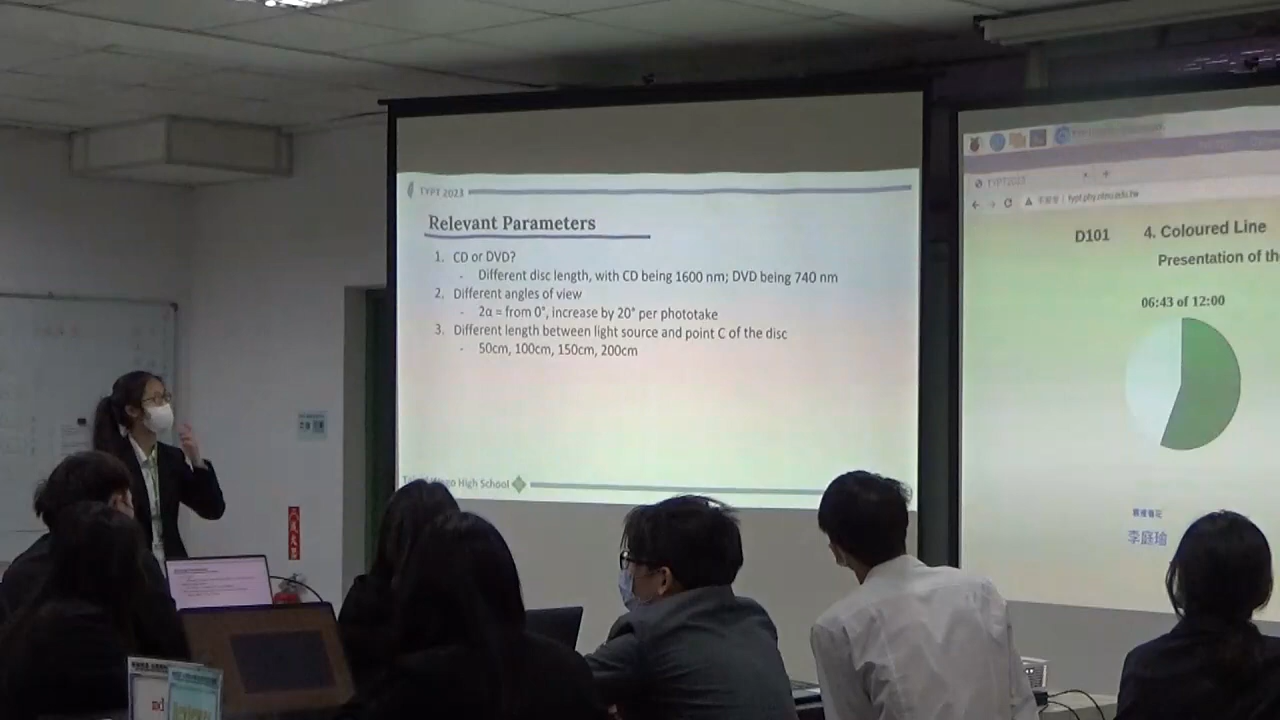 TYPT 2023
Relevant Parameters
1. CD or DVD?
- Different disc length, with CD being 1600 nm; DVD being 740 nm
2. Different angles of view
- 2α = from 0°, increase by 20° per phototake
3. Different length between light source and point C of the disc
- 50cm, 100cm, 150cm, 200cm
High School
TYPT2023
typt.phy.ntnu.edu.tw
D101 4. Coloured Line
Presentation of th
06:43 of 12:00
李庭瑜